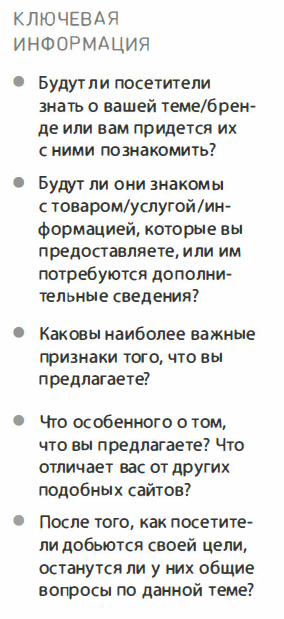 КЛЮЧЕВАЯ
ИНФОРМАЦИЯ
● Будут ли посетители
знать о вашей теме/брен-
де или вам придется их
с ними познакомить?
● Будут ли они знакомы
с товаром/услугой/ин-
формацией, которые вы
предоставляете, или им
потребуются дополни-
тельные сведения?
● Каковы наиболее важные
признаки того, что вы
предлагаете?
● Что особенного о том,
что вы предлагаете? Что
отличает вас от других
подобных сайтов?
● После того, как посетите-
ли добьются своей цели,
останутся ли у них общие
вопросы по данной теме?